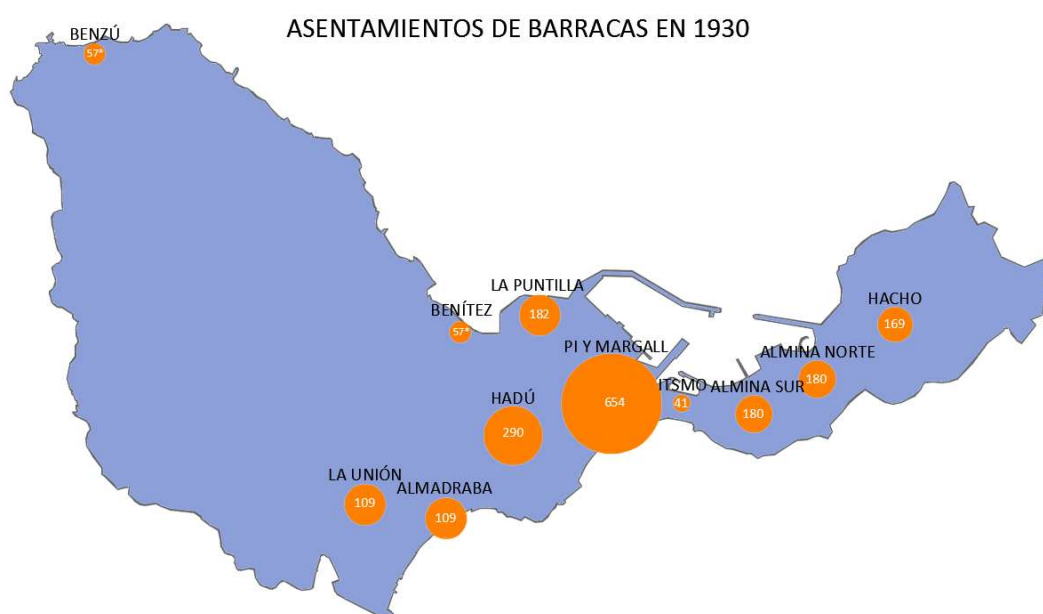 ASENTAMIENTOS DE BARRACAS EN 1930
BENZÚ
57*
LA PUNTILLA
182
BENÍTEZ
57*
HACHO
169
PI Y MARGALL
654
ALMINA NORTE
180
ITSMO
41
ALMINA SUR
180
HADÚ
290
LA UNIÓN
109
ALMADRABA
109